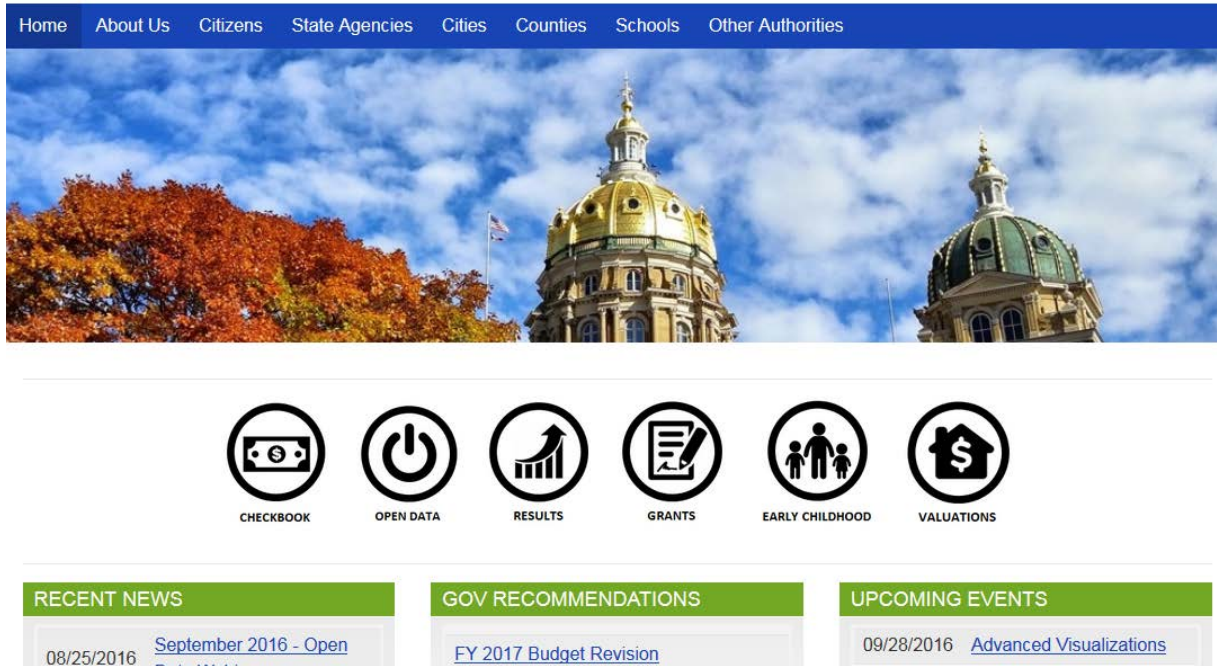 Home About Us Citizens State Agencies Cities Counties Schools Other Authorities
CHECKBOOK OPEN DATA RESULTS GRANTS EARLY CHILDHOOD VALUATIONS
RECENT NEWS
08/25/2016 September 2016 - Open
GOV RECOMMENDATIONS
FY 2017 Budget Revision
UPCOMING EVENTS
09/28/2016 Advanced Visualizations